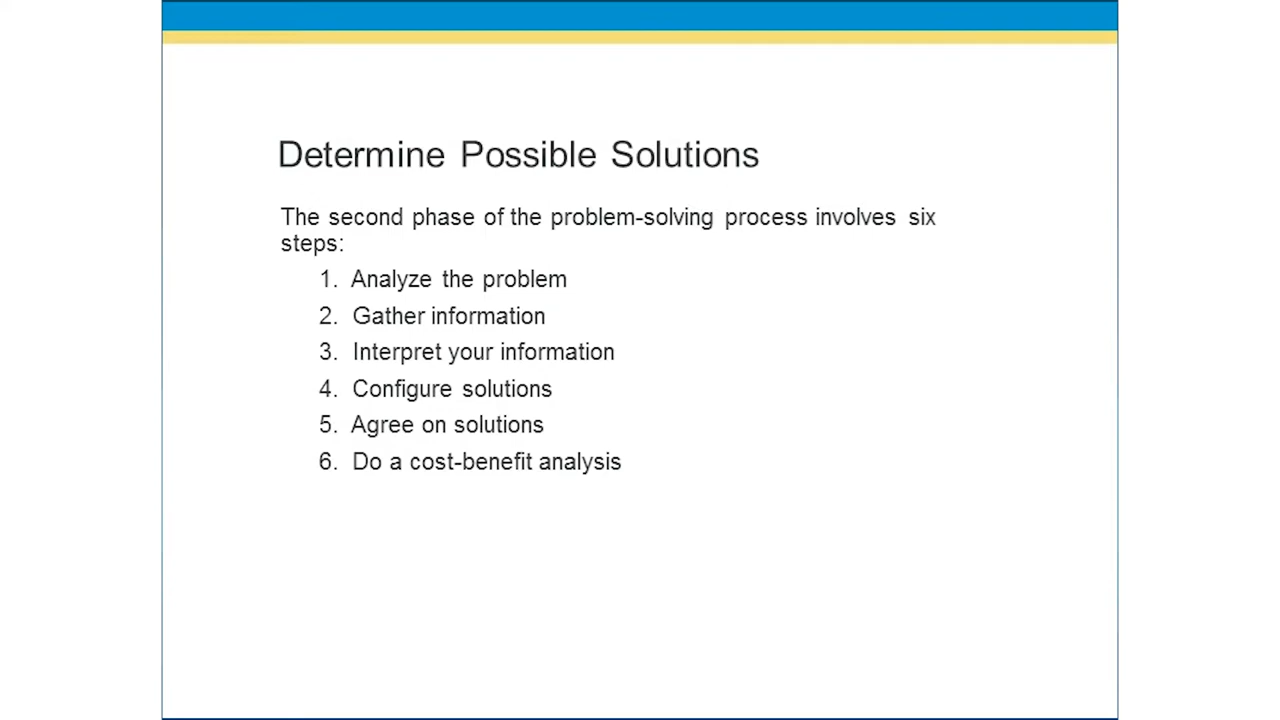 Determine Possible Solutions
The second phase of the problem-solving process involves six
steps:
1. Analyze the problem
2. Gather information
3. Interpret your information
4. Configure solutions
5. Agree on solutions
6. Do a cost-benefit analysis